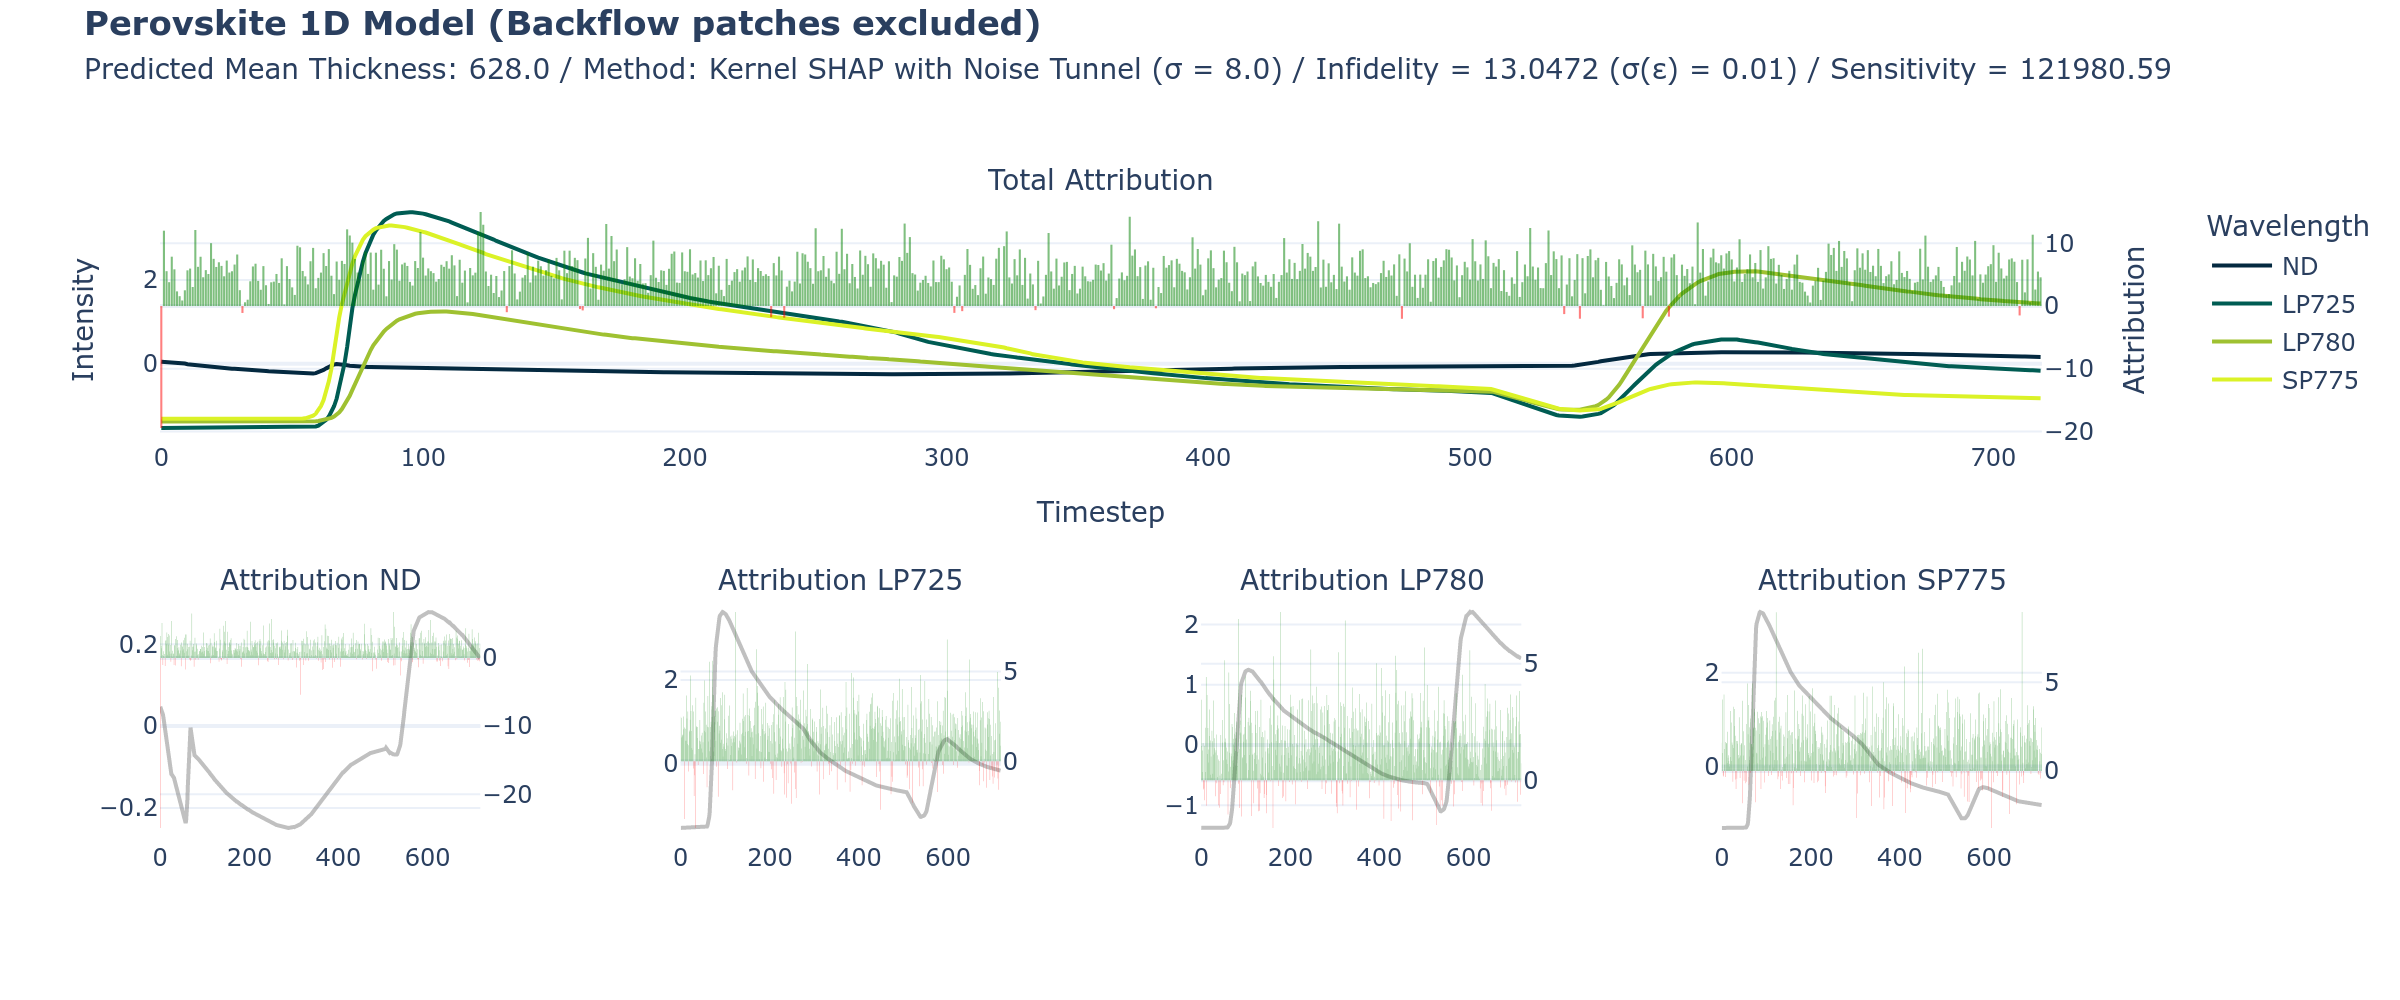 Perovskite 1D Model (Backflow patches excluded)
Predicted Mean Thickness: 628.0 / Method: Kernel SHAP with Noise Tunnel (σ = 8.0) / Infidelity = 13.0472 (σ(ε) = 0.01) / Sensitivity = 121980.59
Total Attribution
Intensity
2
0
10
0
−10
−20
Attribution
0 100 200 300 400 500 600 700
Timestep
Wavelength
ND
LP725
LP780
SP775
Attribution ND
0.2
0
−0.2
0
−10
−20
0 200 400 600
Attribution LP725
2
0
5
0
0 200 400 600
Attribution LP780
2
1
0
−1
5
0
0 200 400 600
Attribution SP775
2
0
5
0
0 200 400 600